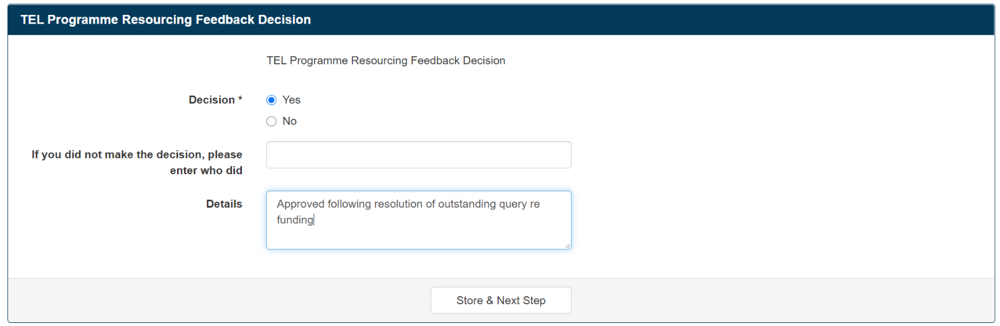 TEL Programme Resourcing Feedback Decision
TEL Programme Resourcing Feedback Decision
Decision *
Yes
No
If you did not make the decision, please
enter who did
Details
Approved following resolution of outstanding query re
funding
Store & Next Step